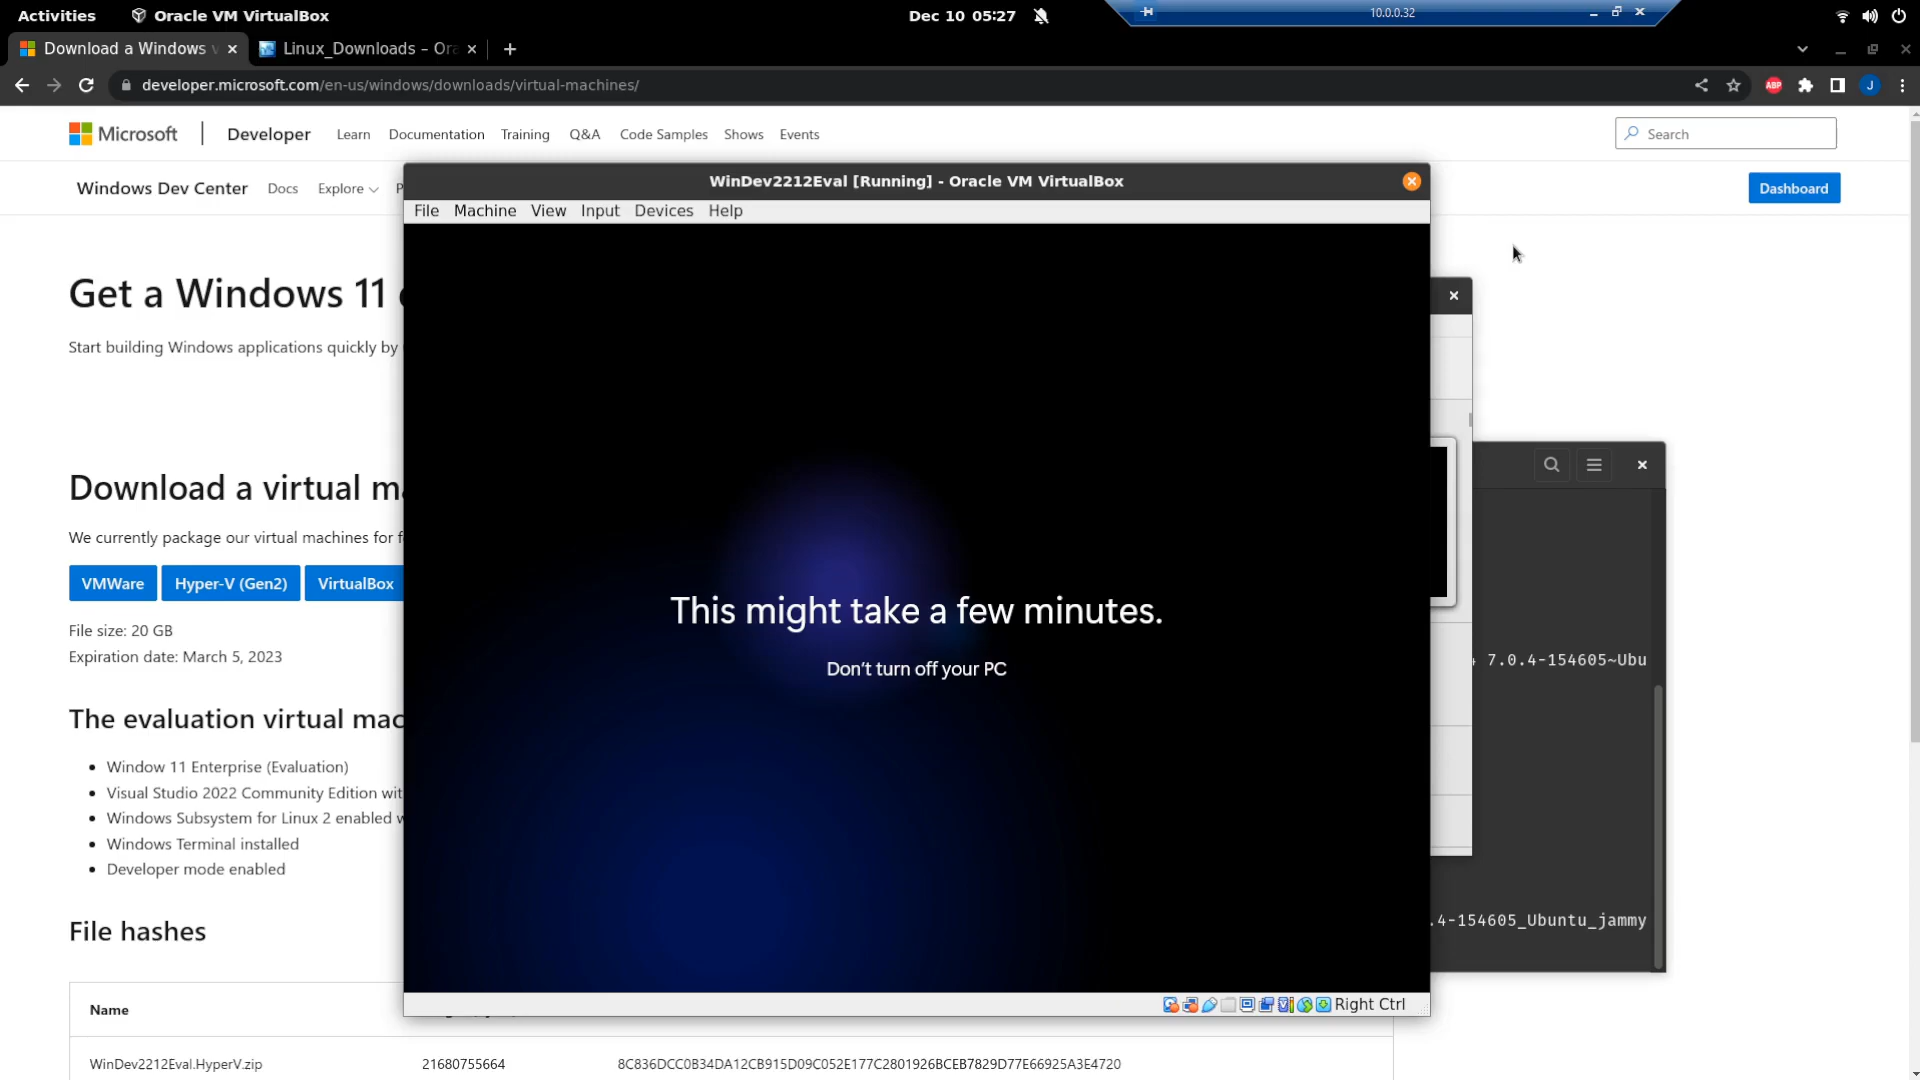 Activities
Oracle VM VirtualBox
Dec 10 05:27
10.0.0.32
Download a Windows v
Linux_Downloads – Ora
developer.microsoft.com/en-us/windows/downloads/virtual-machines/
ABP
J
Microsoft
Developer
Learn
Documentation
Training
Q&A
Code Samples
Shows
Events
Search
Windows Dev Center
Docs
Explore
P
Dashboard
WinDev2212Eval [Running] - Oracle VM VirtualBox
File
Machine
View
Input
Devices
Help
Get a Windows 11
Start building Windows applications quickly by
Download a virtual ma
We currently package our virtual machines for f
VMWare
Hyper-V (Gen2)
VirtualBox
File size: 20 GB
Expiration date: March 5, 2023
This might take a few minutes.
Don't turn off your PC
7.0.4-154605~Ubu
The evaluation virtual mac
Window 11 Enterprise (Evaluation)
Visual Studio 2022 Community Edition wit
Windows Subsystem for Linux 2 enabled w
Windows Terminal installed
Developer mode enabled
.4-154605_Ubuntu_jammy
File hashes
Right Ctrl
Name
WinDev2212Eval.HyperV.zip
21680755664
8C836DCC0B34DA12CB915D09C052E177C2801926BCEB7829D77E66925A3E4720